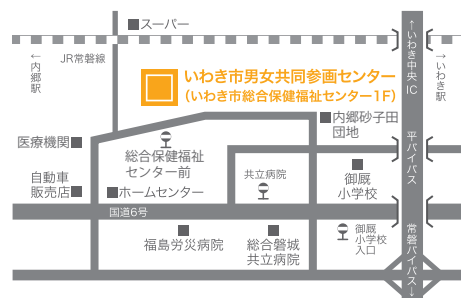 スーパー
↑いわき中央IC
JR常磐線
←内郷駅
→いわき駅
いわき市男女共同参画センター
（いわき市総合保健福祉センター1F）
内郷砂子田
団地
医療機関
総合保健福祉
センター前
平バイパス
自動車
販売店
共立病院
御厩
小学校
ホームセンター
国道6号
福島労災病院
総合磐城
共立病院
御厩
小学校
入口
常磐バイパス→